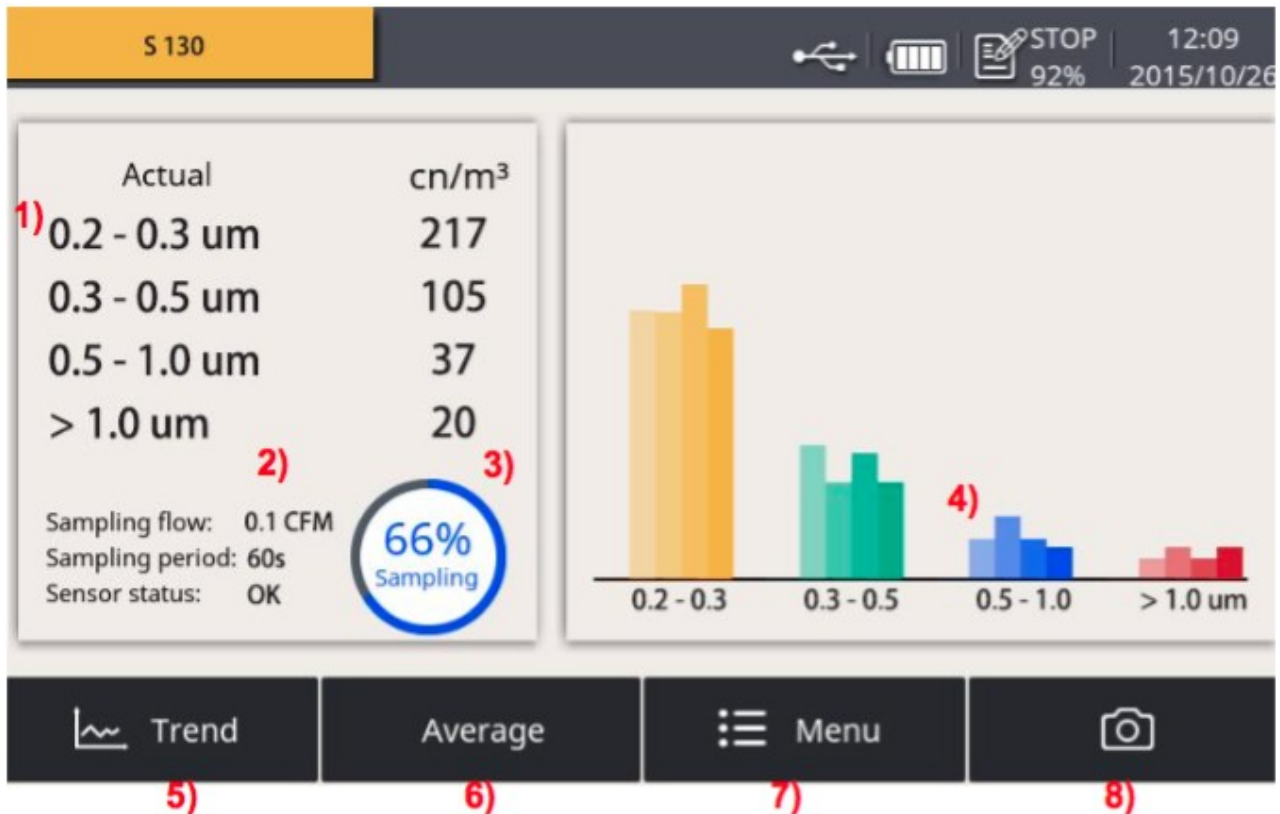 S 130
STOP
92%
12:09
2015/10/26
Actual cn/m³
1) 0.2 - 0.3 um 217
0.3 - 0.5 um 105
0.5 - 1.0 um 37
> 1.0 um 20
2) 3)
Sampling flow: 0.1 CFM
Sampling period: 60s
Sensor status: OK
66%
Sampling
4)
0.2 - 0.3 0.3 - 0.5 0.5 - 1.0 > 1.0 um
Trend Average Menu
5) 6) 7) 8)